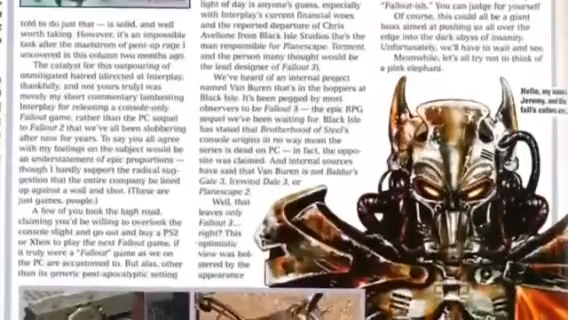 told to do just that — is solid, and well
worth taking. However, it's an impossible
task after the maelstrom of pent-up rage I
uncovered in this column two months ago.
The catalyst for this outpouring of
unmitigated hatred (directed at Interplay,
thankfully, and not yours truly) was
merely my short commentary lambasting
Interplay for releasing a console-only
Fallout game, rather than the PC sequel
to Fallout 2 that we've all been slobbering
after now for years. To say you all agree
with my feelings on the subject would be
an understatement of epic proportions —
though I hardly support the radical sug-
gestion that the entire company be lined
up against a wall and shot. (These are
just games, people.)
A few of you took the high road,
claiming you'd be willing to overlook the
console slight and go out and buy a PS2
or Xbox to play the next Fallout game, if
it truly were a "Fallout" game as we on
the PC are accustomed to. But alas, other
than its generic post-apocalyptic setting
light of day is anyone's guess, especially
with Interplay's current financial woes
and the reported departure of Chris
Avellone from Black Isle Studios (he's the
man responsible for Planescape: Torment,
and the person many thought would be
the lead designer of Fallout 3).
We've heard of an internal project
named Van Buren that's in the hoppers at
Black Isle. It's been pegged by most
observers to be Fallout 3 — the epic RPG
sequel we've been waiting for. Black Isle
has stated that Brotherhood of Steel's
console origins in no way mean the
series is dead on PC — in fact, the oppo-
site was claimed. And internal sources
have said that Van Buren is not Baldur's
Gate 3, Icewind Dale 3, or
Planescape 2.
Well, that
leaves only
Fallout 3...
right? This
optimistic
view was bol-
stered by the
appearance
"Fallout-ish." You can judge for yourself
Of course, this could all be a giant
hoax aimed at pushing us all over the
edge into the dark abyss of insanity.
Unfortunately, we'll have to wait and see.
Meanwhile, let's all try not to think of
a pink elephant.
Hello, my name
Jeremy, and